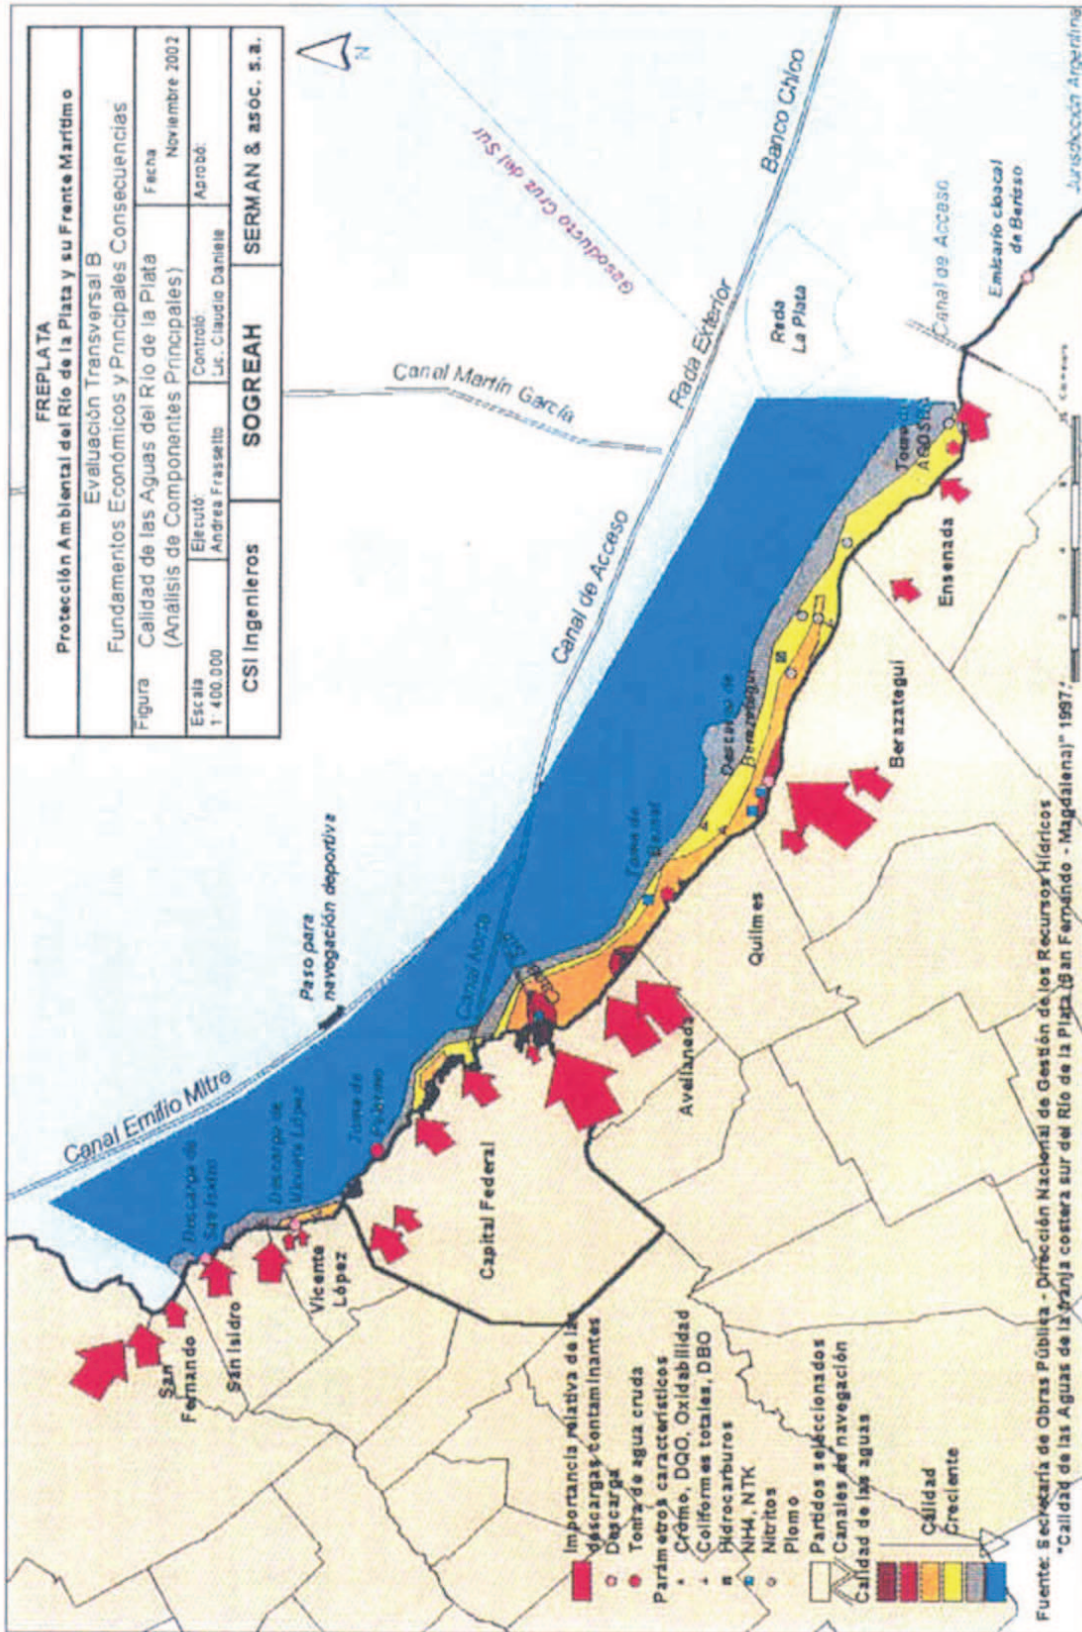 FREPLATA
Protección Ambiental del Río de la Plata y su Frente Marítimo
Evaluación Transversal B
Fundamentos Económicos y Principales Consecuencias
Figura
Calidad de las Aguas del Río de la Plata
(Análisis de Componentes Principales)
Fecha
Noviembre 2002
Escala
1: 400.000
Ejecutó:
Andrea Frassetto
Controló:
Lic. Claudio Daniele
Aprobó:
CSI Ingenieros
SOGREAH
SERMAN & asoc. s.a.
N
Gasoducto Cruz del Sur
Canal Martín García
Banco Chico
Rada Exterior
Rada
La Plata
Canal de Acceso
Canal de Acceso
Emisario cloacal
de Berisso
Jurisdicción Argentina
Paso para
navegación deportiva
Canal Emilio Mitre
Canal Norte
Descarga de
San Isidro
Descarga de
Vicente López
Toma de
Palermo
Toma de
Bernal
Descarga de
Berazategui
Toma de
San
Fernando
San Isidro
Vicente
López
Capital Federal
Avellaneda
Quilmes
Berazategui
Ensenada
Importancia relativa de las
descargas contaminantes
Descarga
Toma de agua cruda
Parámetros característicos
Cromo, DQO, Oxidabilidad
Coliformes totales, DBO
Hidrocarburos
NH4, NTK
Nitritos
Plomo
Partidos seleccionados
Canales de navegación
Calidad de las aguas
Calidad
Creciente
Fuente: Secretaría de Obras Pública - Dirección Nacional de Gestión de los Recursos Hídricos
"Calidad de las Aguas de la franja costera sur del Río de la Plata (San Fernando - Magdalena)" 1997.